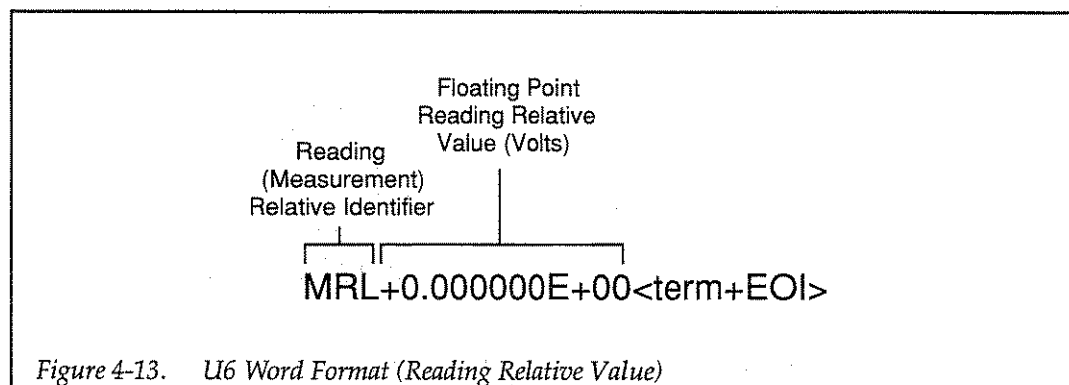 Floating Point
Reading Relative
Value (Volts)
Reading
(Measurement)
Relative Identifier
MRL+0.000000E+00<term+EOI>
Figure 4-13. U6 Word Format (Reading Relative Value)